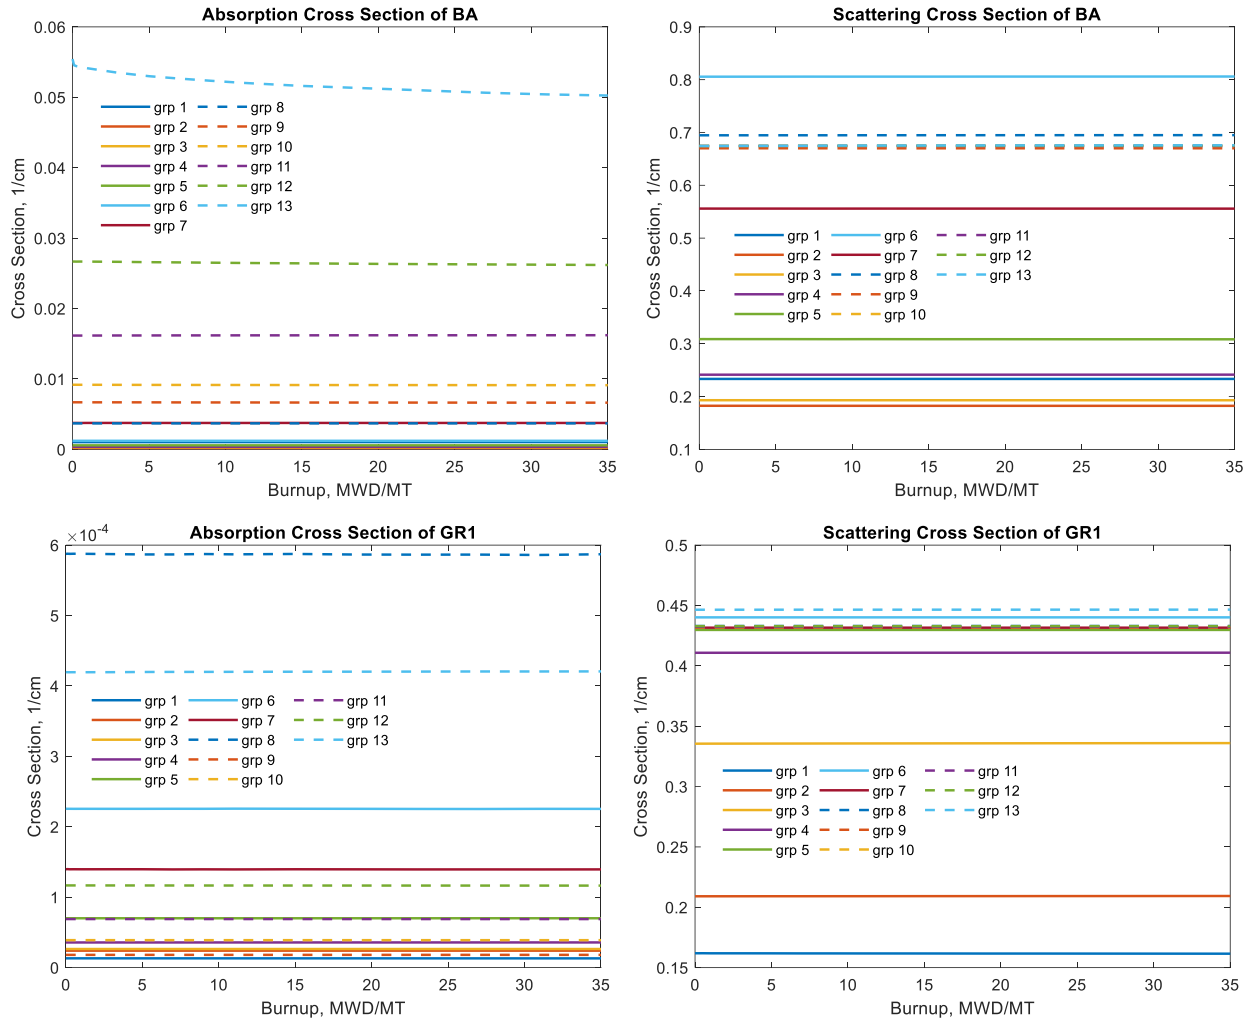 Absorption Cross Section of BA
0.06
0.05
0.04
0.03
0.02
0.01
0
Cross Section, 1/cm
grp 1 grp 8
grp 2 grp 9
grp 3 grp 10
grp 4 grp 11
grp 5 grp 12
grp 6 grp 13
grp 7
0 5 10 15 20 25 30 35
Burnup, MWD/MT
Scattering Cross Section of BA
0.9
0.8
0.7
0.6
0.5
0.4
0.3
0.2
0.1
Cross Section, 1/cm
grp 1 grp 6 grp 11
grp 2 grp 7 grp 12
grp 3 grp 8 grp 13
grp 4 grp 9
grp 5 grp 10
0 5 10 15 20 25 30 35
Burnup, MWD/MT
Absorption Cross Section of GR1
×10⁻⁴
6
5
4
3
2
1
0
Cross Section, 1/cm
grp 1 grp 6 grp 11
grp 2 grp 7 grp 12
grp 3 grp 8 grp 13
grp 4 grp 9
grp 5 grp 10
0 5 10 15 20 25 30 35
Burnup, MWD/MT
Scattering Cross Section of GR1
0.5
0.45
0.4
0.35
0.3
0.25
0.2
0.15
Cross Section, 1/cm
grp 1 grp 6 grp 11
grp 2 grp 7 grp 12
grp 3 grp 8 grp 13
grp 4 grp 9
grp 5 grp 10
0 5 10 15 20 25 30 35
Burnup, MWD/MT